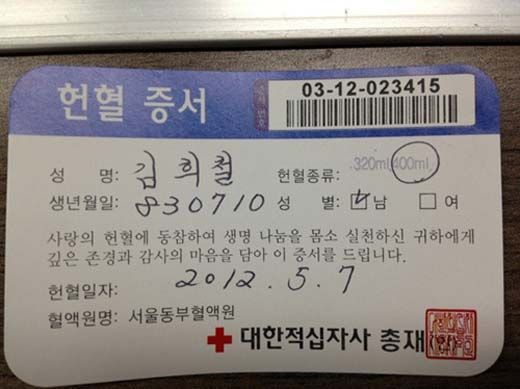 헌혈 증서
03-12-023415
성 명: 김희철 헌혈종류: 320ml, 400ml,
생년월일: 830710 성 별: ☑남 ☐여
사랑의 헌혈에 동참하여 생명 나눔을 몸소 실천하신 귀하에게
깊은 존경과 감사의 마음을 담아 이 증서를 드립니다.
헌혈일자: 2012. 5. 7
혈액원명: 서울동부혈액원
대한적십자사 총재 (인)